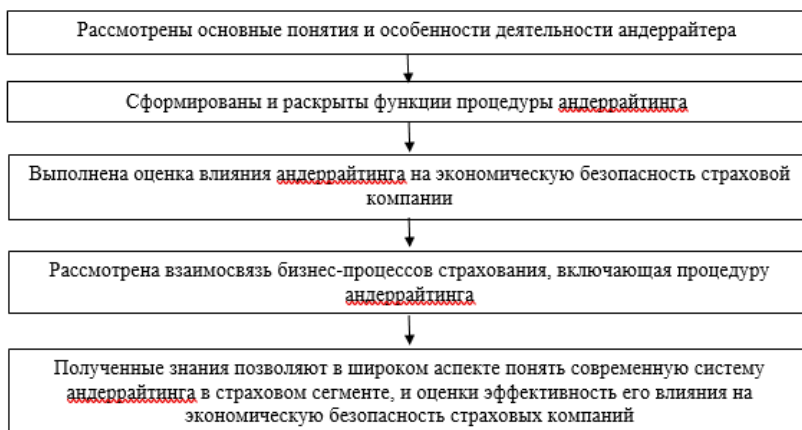 Рассмотрены основные понятия и особенности деятельности андеррайтера
Сформированы и раскрыты функции процедуры андеррайтинга
Выполнена оценка влияния андеррайтинга на экономическую безопасность страховой
компании
Рассмотрена взаимосвязь бизнес-процессов страхования, включающая процедуру
андеррайтинга
Полученные знания позволяют в широком аспекте понять современную систему
андеррайтинга в страховом сегменте, и оценки эффективность его влияния на
экономическую безопасность страховых компаний